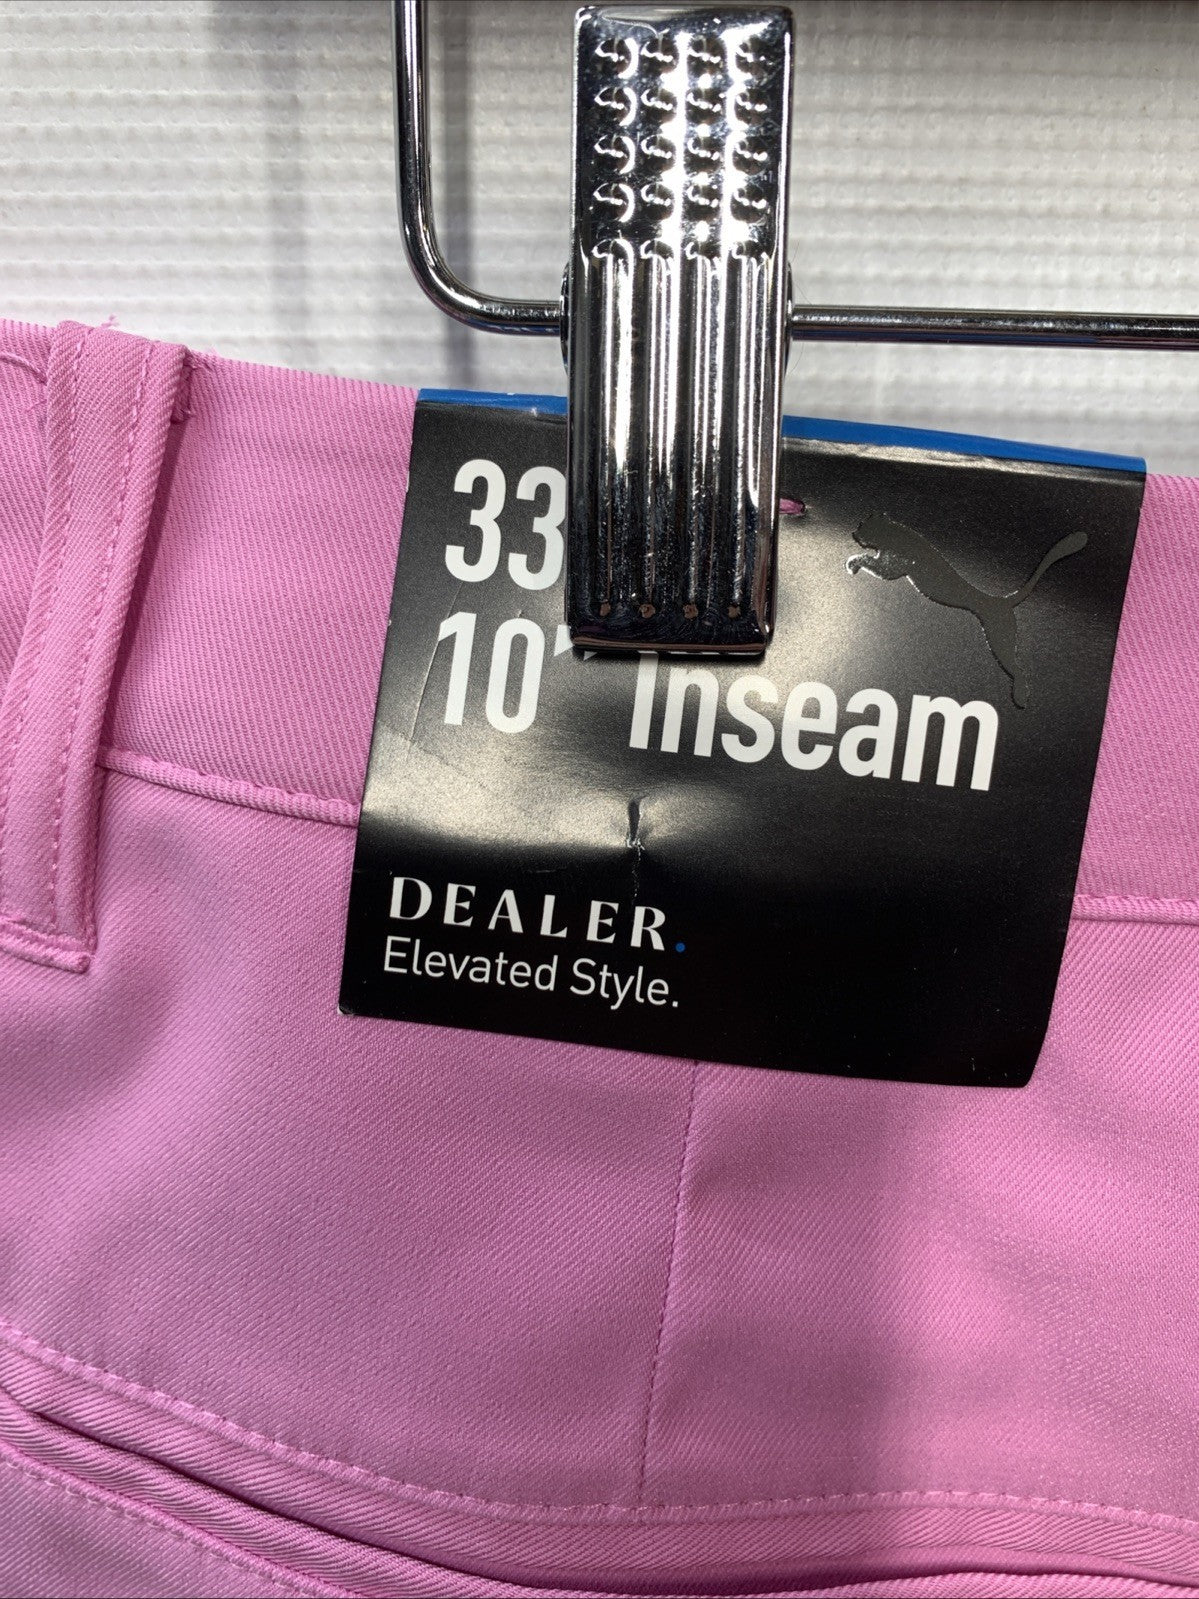 33
10" Inseam
DEALER.
Elevated Style.